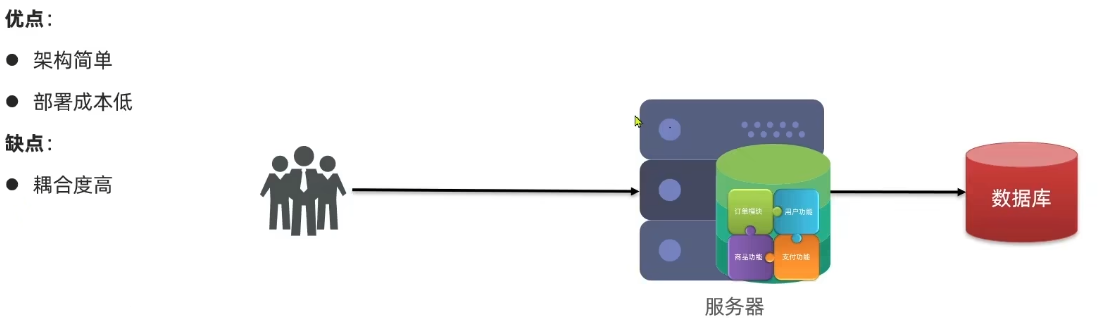 优点：
● 架构简单
● 部署成本低
缺点：
● 耦合度高
订单模块
用户功能
商品功能
支付功能
数据库
服务器